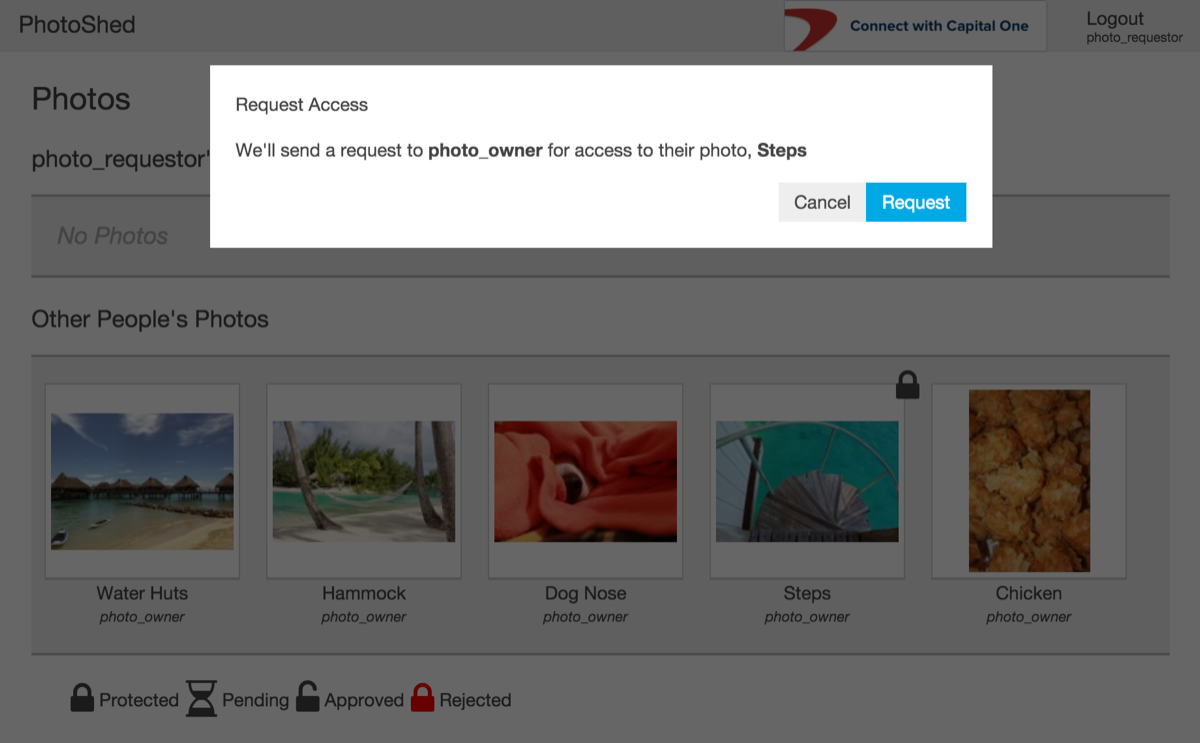 PhotoShed
Connect with Capital One
Logout
photo_requestor
Photos
Request Access
We'll send a request to photo_owner for access to their photo, Steps
Cancel
Request
photo_requestor'
No Photos
Other People's Photos
Water Huts
photo_owner
Hammock
photo_owner
Dog Nose
photo_owner
Steps
photo_owner
Chicken
photo_owner
Protected Pending Approved Rejected